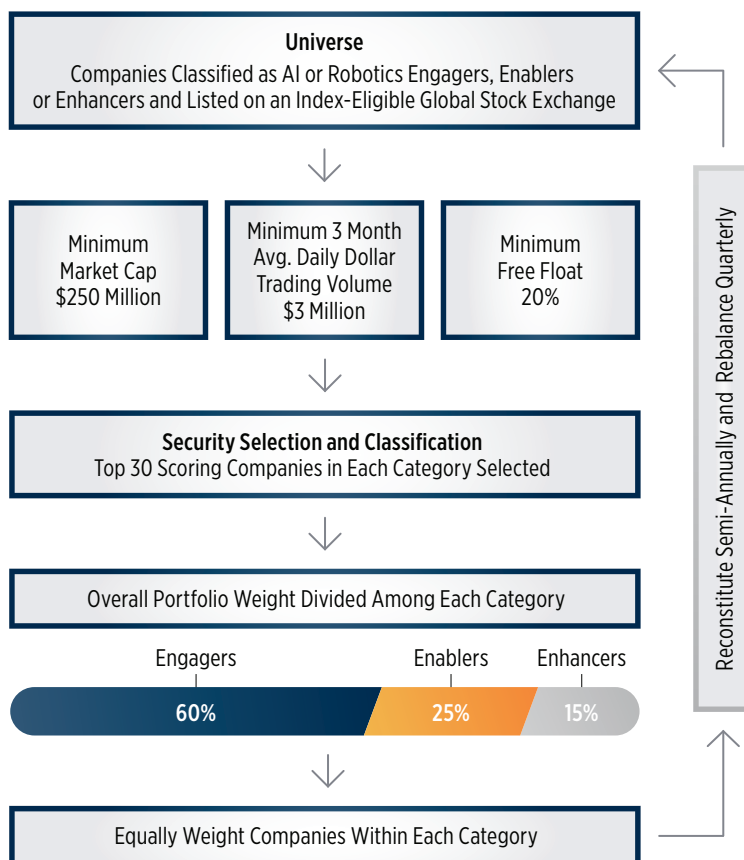 Universe
Companies Classified as AI or Robotics Engagers, Enablers
or Enhancers and Listed on an Index-Eligible Global Stock Exchange
Minimum
Market Cap
$250 Million
Minimum 3 Month
Avg. Daily Dollar
Trading Volume
$3 Million
Minimum
Free Float
20%
Security Selection and Classification
Top 30 Scoring Companies in Each Category Selected
Overall Portfolio Weight Divided Among Each Category
Engagers
Enablers
Enhancers
60%
25%
15%
Equally Weight Companies Within Each Category
Reconstitute Semi-Annually and Rebalance Quarterly